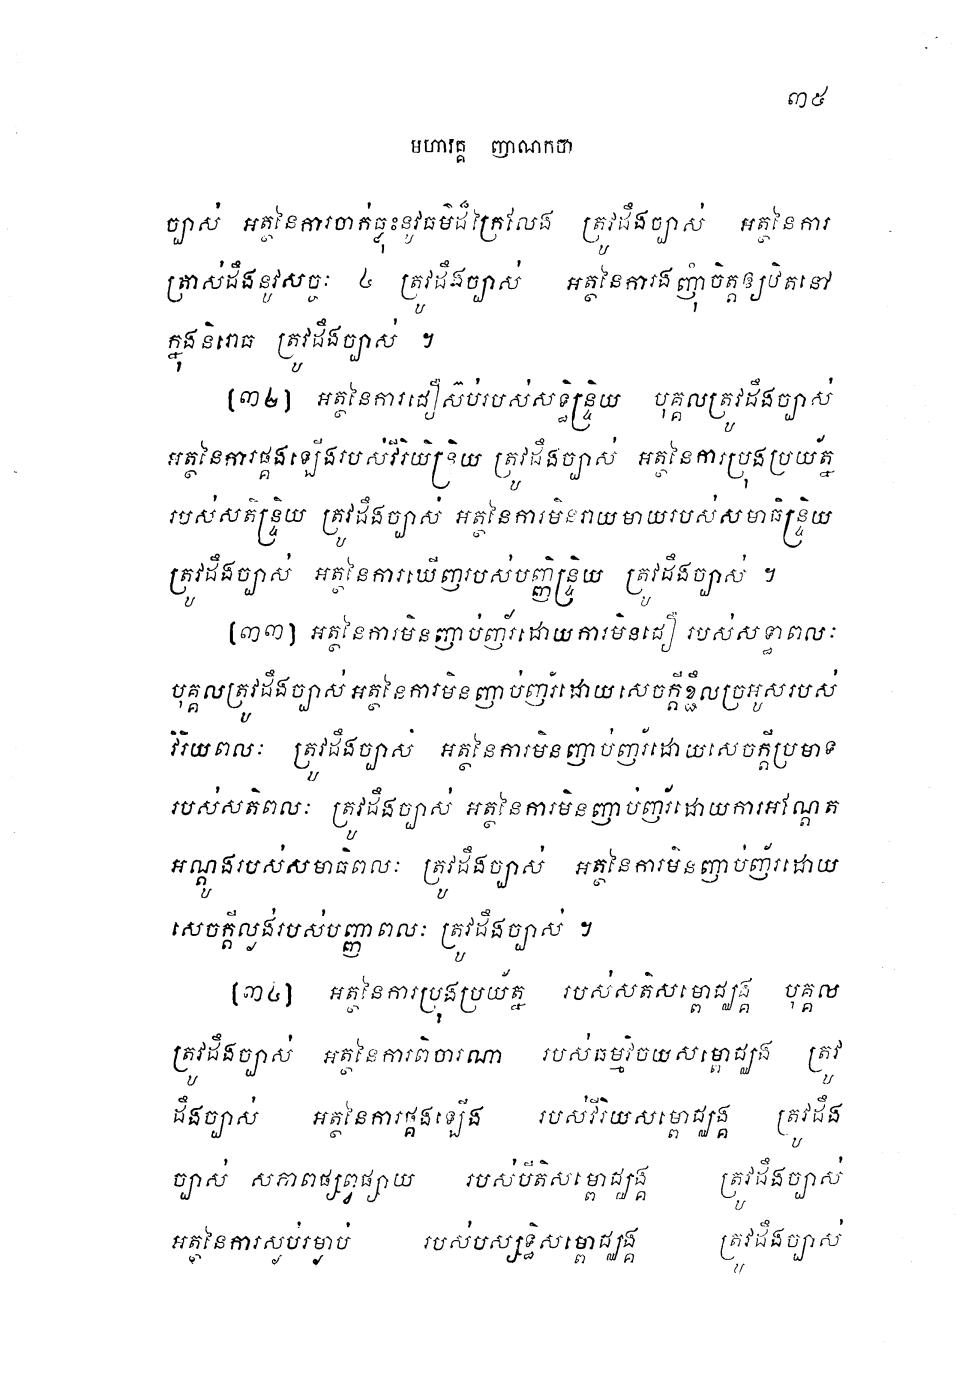 ៣៥
មហាវគ្គ ញាណកថា
ច្បាស់ អត្ថនៃការចាក់ធ្លុះនូវធម៌ដ៏ក្រៃលែង ត្រូវដឹងច្បាស់ អត្ថនៃការ
ត្រាស់ដឹងនូវសច្ចៈ ៤ ត្រូវដឹងច្បាស់ អត្ថនៃការញុំាងចិត្តឲ្យឋិតនៅ
ក្នុងនិរោធ ត្រូវដឹងច្បាស់ ។
[៣២] អត្ថនៃការជឿស៊ប់របស់សទ្ធិន្ទ្រិយ បុគ្គលត្រូវដឹងច្បាស់
អត្ថនៃការផ្គងឡើងរបស់វីរិយិន្ទ្រិយ ត្រូវដឹងច្បាស់ អត្ថនៃការប្រុងប្រយ័ត្ន
របស់សតិន្ទ្រិយ ត្រូវដឹងច្បាស់ អត្ថនៃការមិនរាយមាយរបស់សមាធិន្ទ្រិយ
ត្រូវដឹងច្បាស់ អត្ថនៃការឃើញរបស់បញ្ញិន្ទ្រិយ ត្រូវដឹងច្បាស់ ។
[៣៣] អត្ថនៃការមិនញាប់ញ័រដោយការមិនជឿ របស់សទ្ធាពលៈ
បុគ្គលត្រូវដឹងច្បាស់ អត្ថនៃការមិនញាប់ញ័រដោយសេចក្តីខ្ជិលច្រអូសរបស់
វិរិយពលៈ ត្រូវដឹងច្បាស់ អត្ថនៃការមិនញាប់ញ័រដោយសេចក្តីប្រមាទ
របស់សតិពលៈ ត្រូវដឹងច្បាស់ អត្ថនៃការមិនញាប់ញ័រដោយការអណ្តែត
អណ្តូងរបស់សមាធិពលៈ ត្រូវដឹងច្បាស់ អត្ថនៃការមិនញាប់ញ័រដោយ
សេចក្តីល្ងង់របស់បញ្ញាពលៈ ត្រូវដឹងច្បាស់ ។
[៣៤] អត្ថនៃការប្រុងប្រយ័ត្ន របស់សតិសម្ពោជ្ឈង្គ បុគ្គល
ត្រូវដឹងច្បាស់ អត្ថនៃការពិចារណា របស់ធម្មវិចយសម្ពោជ្ឈង្គ ត្រូវ
ដឹងច្បាស់ អត្ថនៃការផ្គងឡើង របស់វីរិយសម្ពោជ្ឈង្គ ត្រូវដឹង
ច្បាស់ សភាពផ្សព្វផ្សាយ របស់បីតិសម្ពោជ្ឈង្គ ត្រូវដឹងច្បាស់
អត្ថនៃការស្ងប់រម្ងាប់ របស់បស្សទ្ធិសម្ពោជ្ឈង្គ ត្រូវដឹងច្បាស់